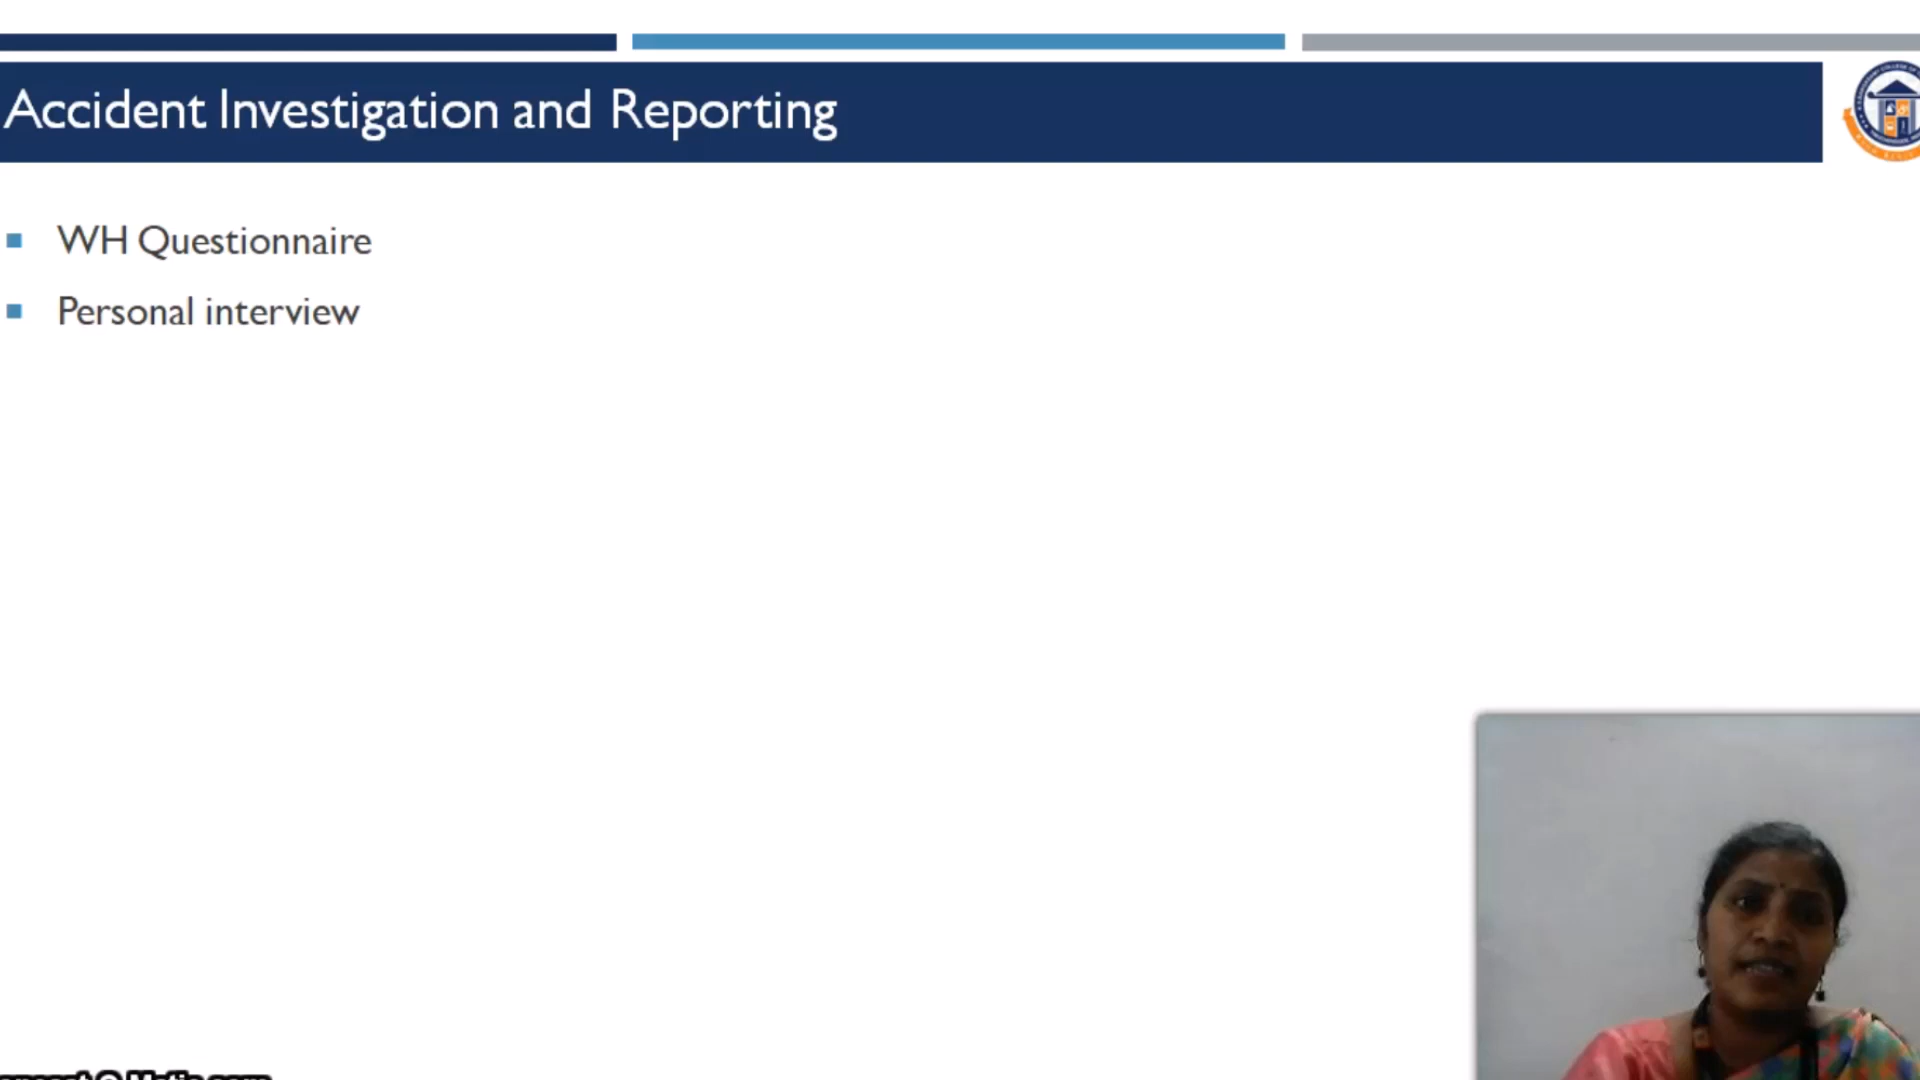 Accident Investigation and Reporting
WH Questionnaire
Personal interview